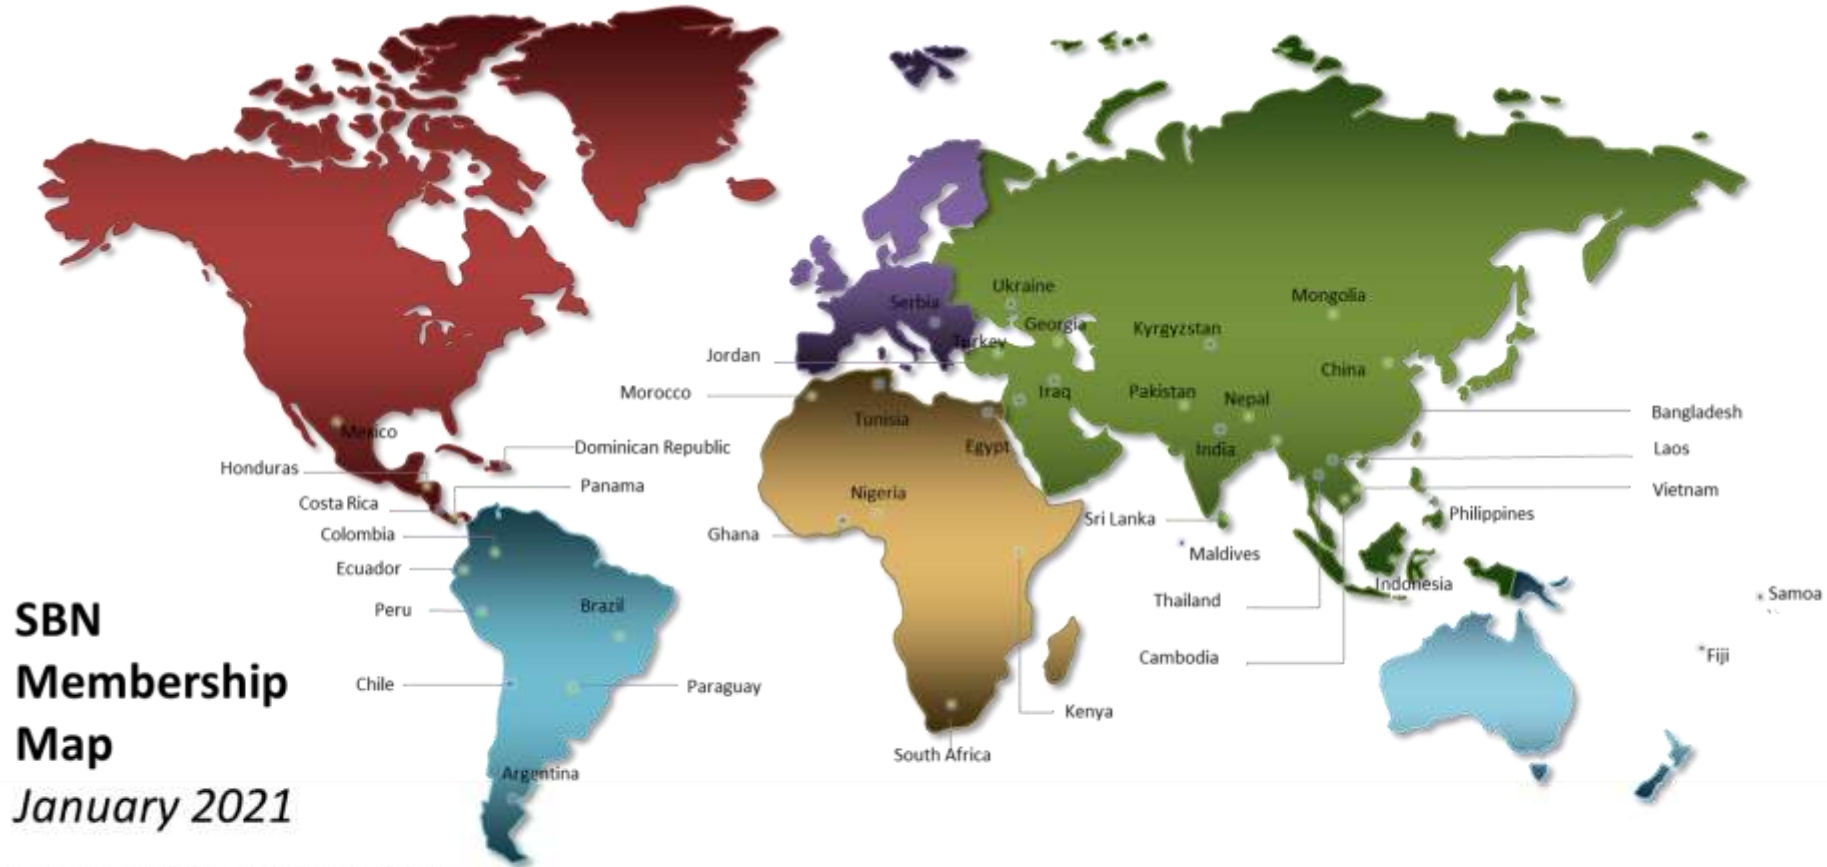 Ukraine
Mongolia
Serbia
Georgia
Kyrgyzstan
Turkey
Jordan
China
Morocco
Iraq
Pakistan
Nepal
Bangladesh
Tunisia
Mexico
Dominican Republic
Egypt
India
Laos
Honduras
Panama
Nigeria
Vietnam
Costa Rica
Sri Lanka
Philippines
Colombia
Ghana
Maldives
Ecuador
Indonesia
Samoa
Thailand
Peru
Brazil
SBN
Membership
Map
January 2021
Cambodia
Fiji
Chile
Paraguay
Kenya
South Africa
Argentina